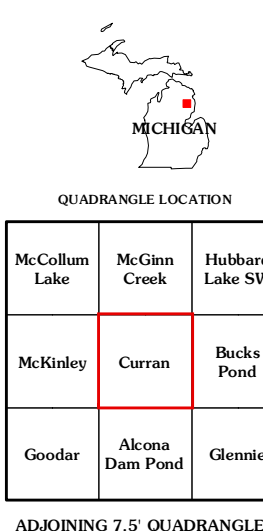 MICHIGAN
QUADRANGLE LOCATION
McCollum
Lake
McGinn
Creek
Hubbard
Lake SW
McKinley
Curran
Bucks
Pond
Goodar
Alcona
Dam Pond
Glennie
ADJOINING 7.5' QUADRANGLE